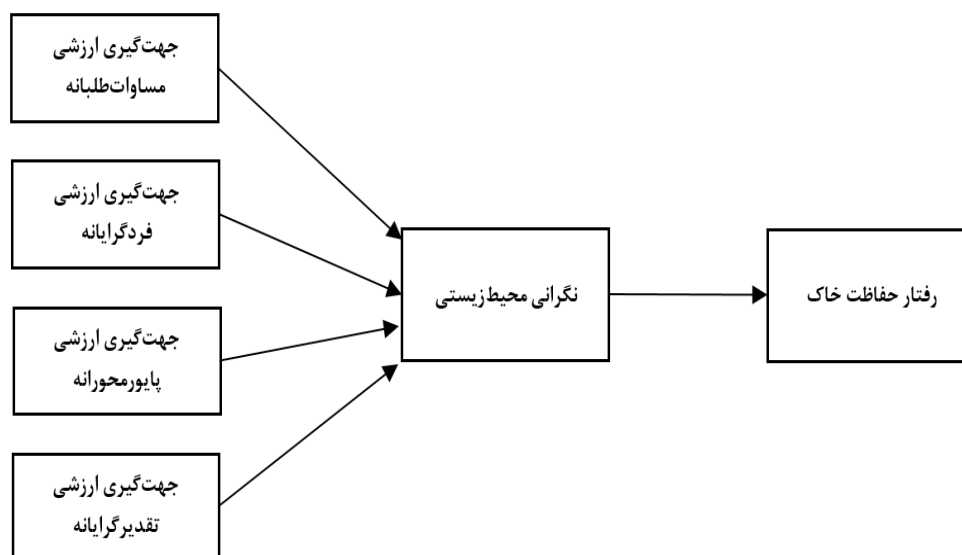 جهت‌گیری ارزشی
مساوات‌طلبانه
جهت‌گیری ارزشی
فردگرایانه
جهت‌گیری ارزشی
پایورمحورانه
جهت‌گیری ارزشی
تقدیرگرایانه
نگرانی محیط‌زیستی
رفتار حفاظت خاک